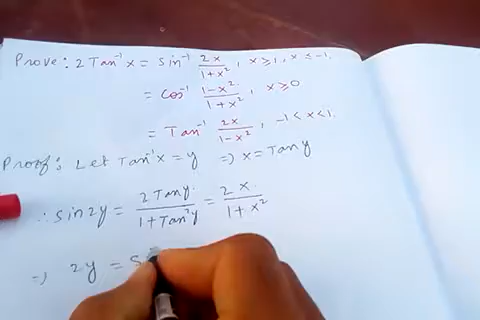 Prove: 2 Tan⁻¹ x = sin⁻¹ 2x/1+x², x ≥ 1, x ≤ -1.
= cos⁻¹ 1-x²/1+x², x ≥ 0
= Tan⁻¹ 2x/1-x², -1 < x < 1.
Proof: Let Tan⁻¹x = y ⇒ x = Tan y
∴ sin 2y = 2 Tan y/1+Tan²y = 2x/1+x²
⇒ 2y = S